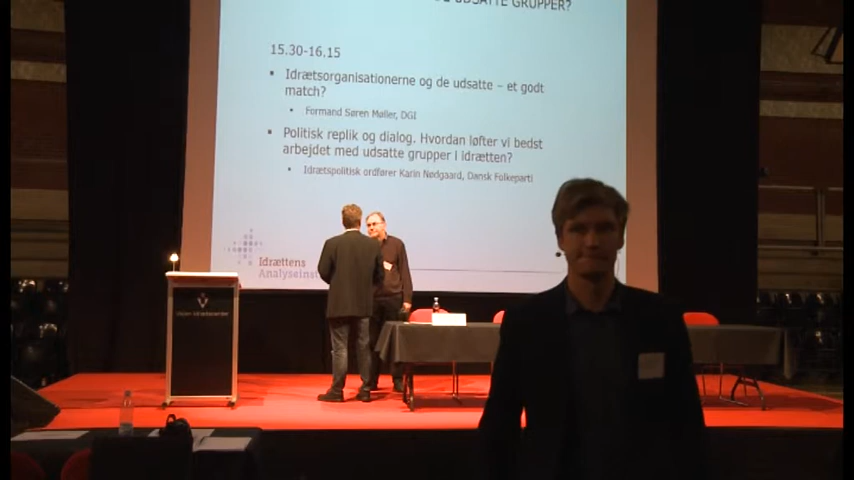 UDSATTE GRUPPER?
15.30-16.15
▪ Idrætsorganisationerne og de udsatte – et godt
match?
▪ Formand Søren Møller, DGI
▪ Politisk replik og dialog. Hvordan løfter vi bedst
arbejdet med udsatte grupper i idrætten?
▪ Idrætspolitisk ordfører Karin Nødgaard, Dansk Folkeparti
Idrættens